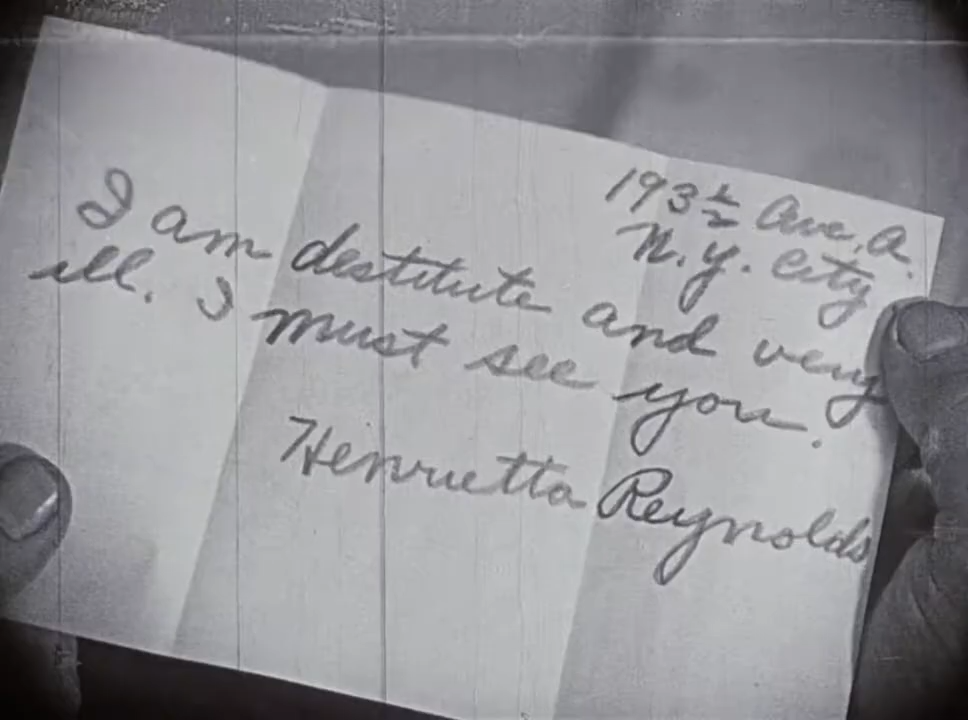 193½ Ave. A.
N.Y. City
I am destitute and very
ill. I must see you.
Henrietta Reynolds